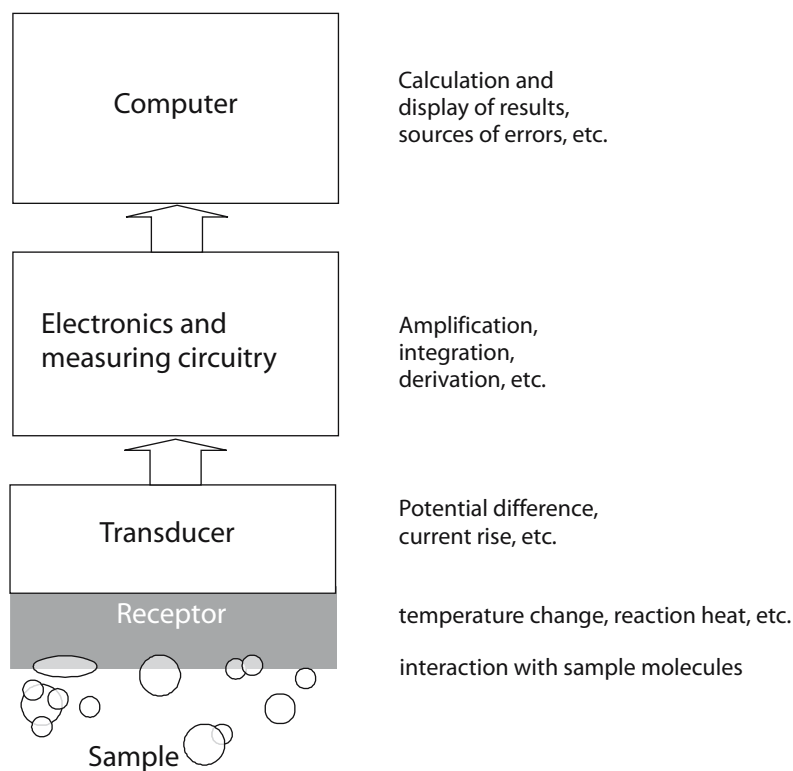 Computer
Calculation and
display of results,
sources of errors, etc.
Electronics and
measuring circuitry
Amplification,
integration,
derivation, etc.
Transducer
Potential difference,
current rise, etc.
Receptor
temperature change, reaction heat, etc.
interaction with sample molecules
Sample